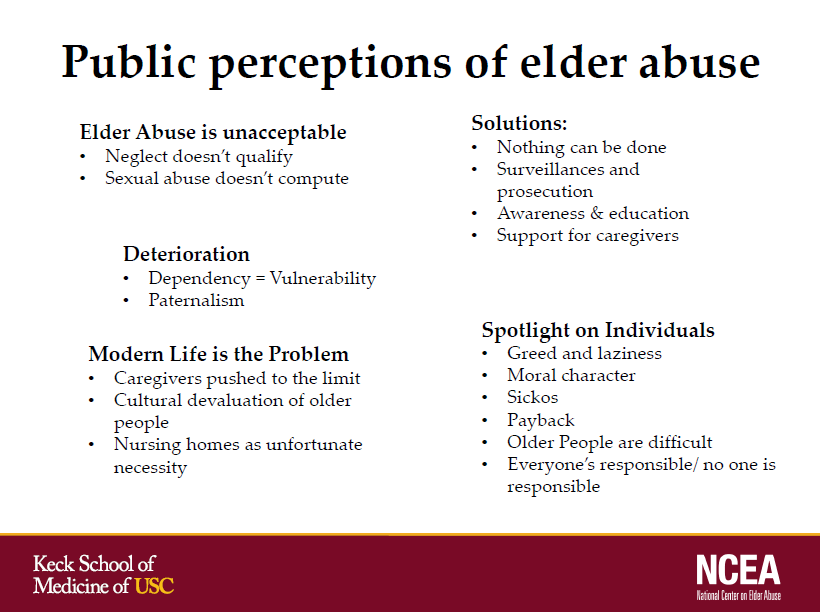 Public perceptions of elder abuse
Elder Abuse is unacceptable
• Neglect doesn’t qualify
• Sexual abuse doesn’t compute
Deterioration
• Dependency = Vulnerability
• Paternalism
Modern Life is the Problem
• Caregivers pushed to the limit
• Cultural devaluation of older
people
• Nursing homes as unfortunate
necessity
Solutions:
• Nothing can be done
• Surveillances and
prosecution
• Awareness & education
• Support for caregivers
Spotlight on Individuals
• Greed and laziness
• Moral character
• Sickos
• Payback
• Older People are difficult
• Everyone’s responsible/ no one is
responsible
Keck School of
Medicine of USC
NCEA
National Center on Elder Abuse